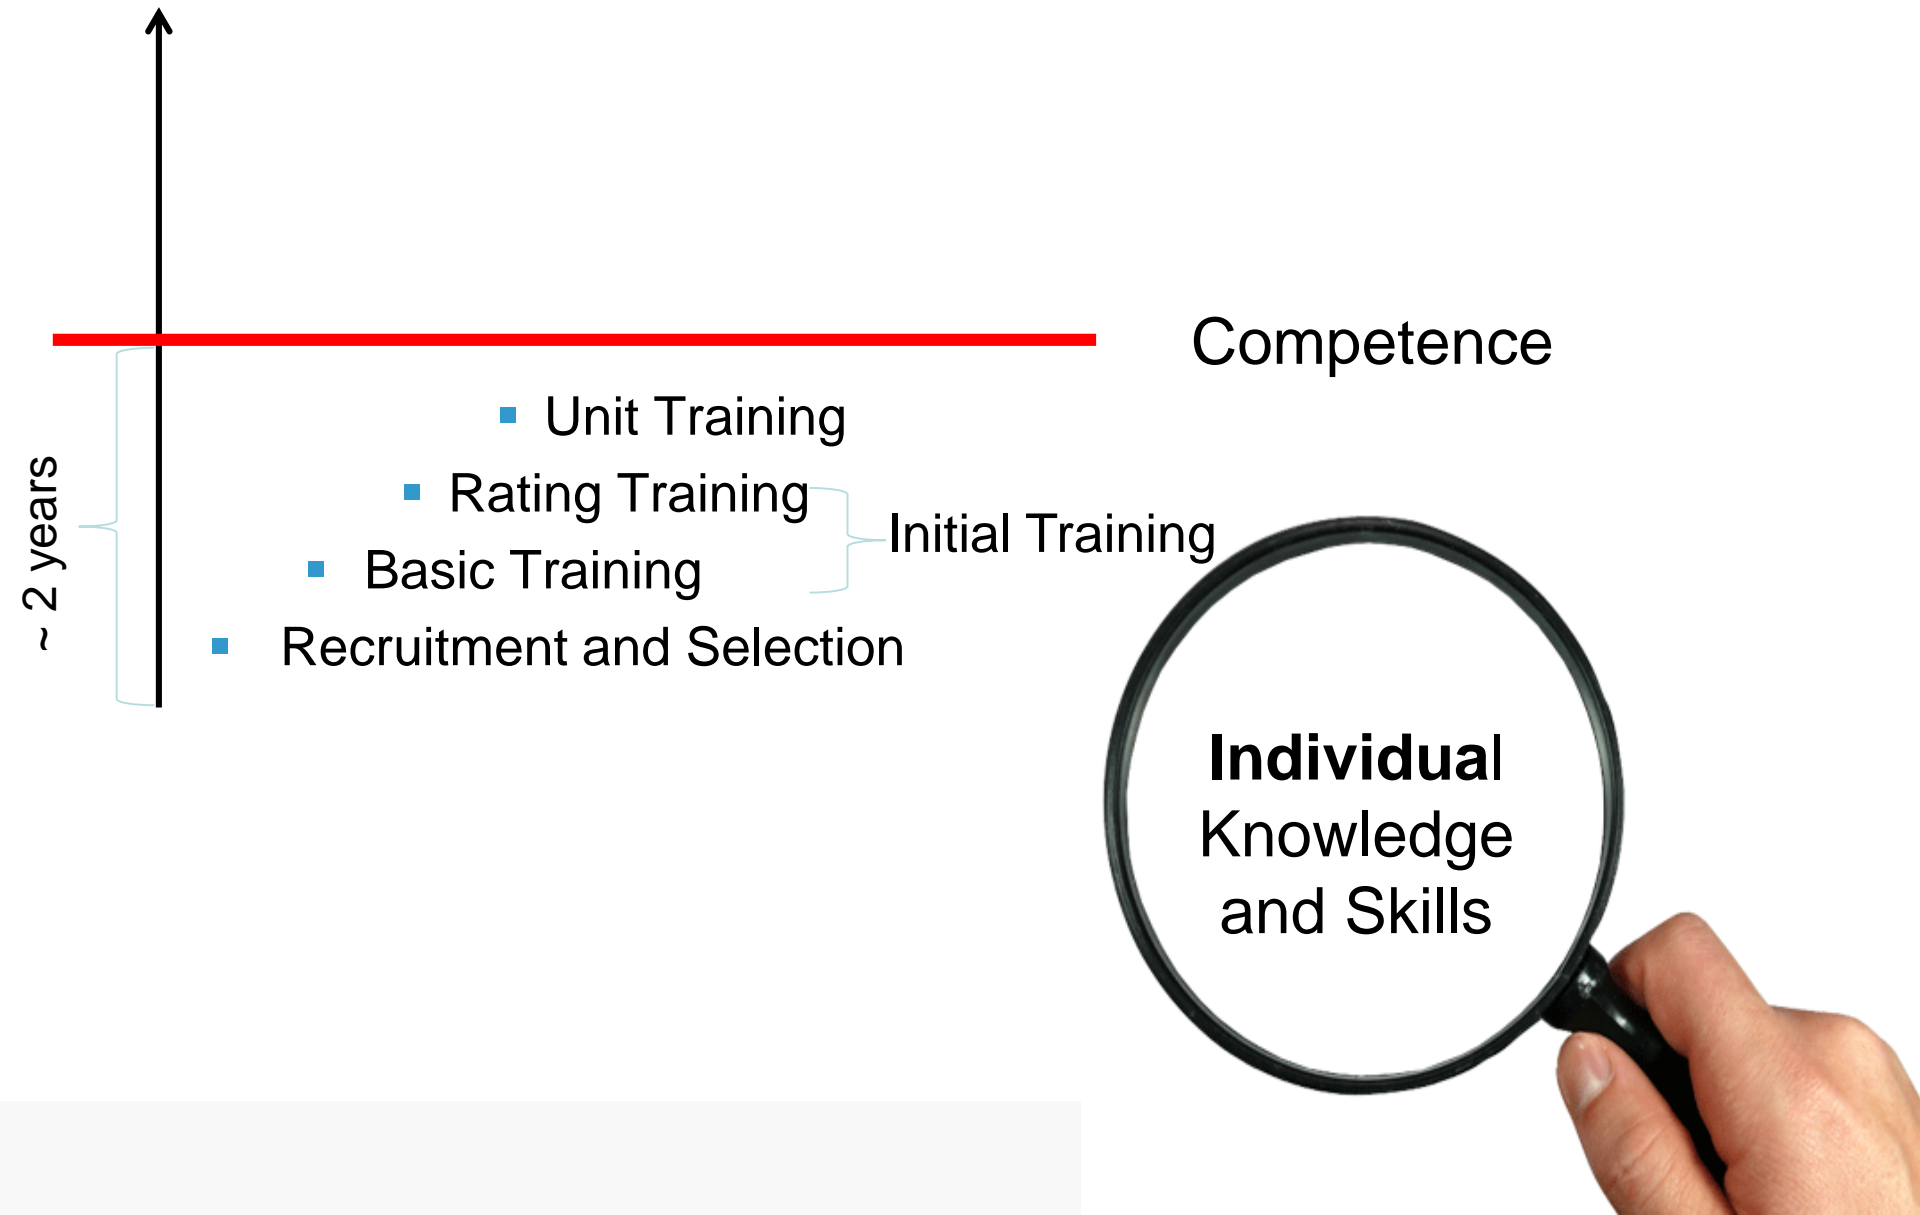 Competence
Unit Training
Rating Training
Initial Training
Basic Training
Recruitment and Selection
~ 2 years
Individual
Knowledge
and Skills